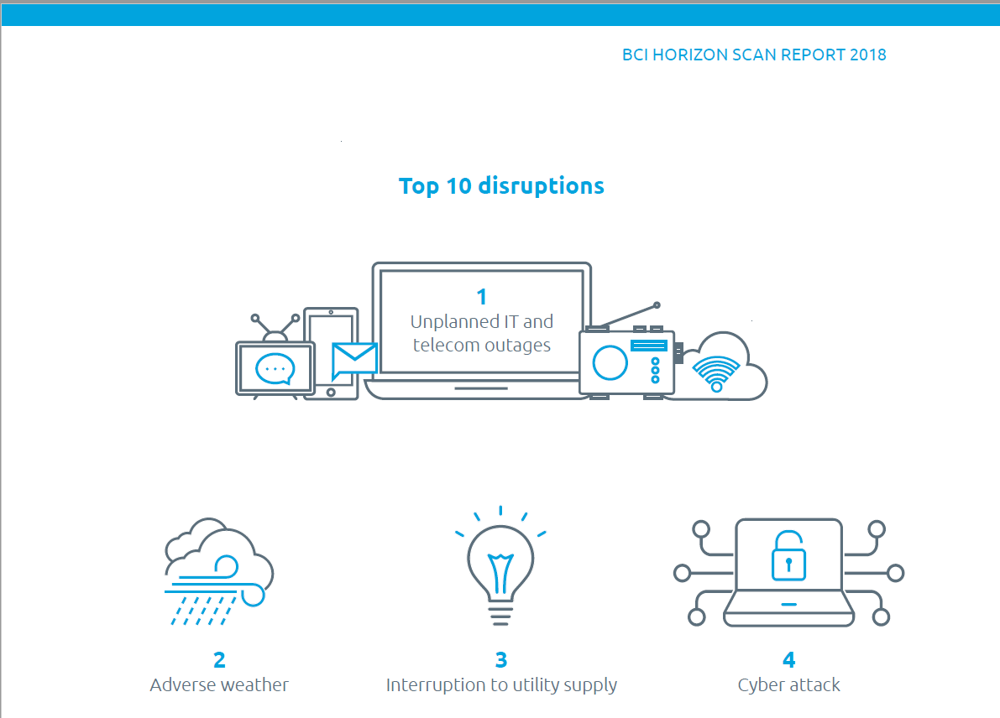 BCI HORIZON SCAN REPORT 2018
Top 10 disruptions
1
Unplanned IT and
telecom outages
2
Adverse weather
3
Interruption to utility supply
4
Cyber attack